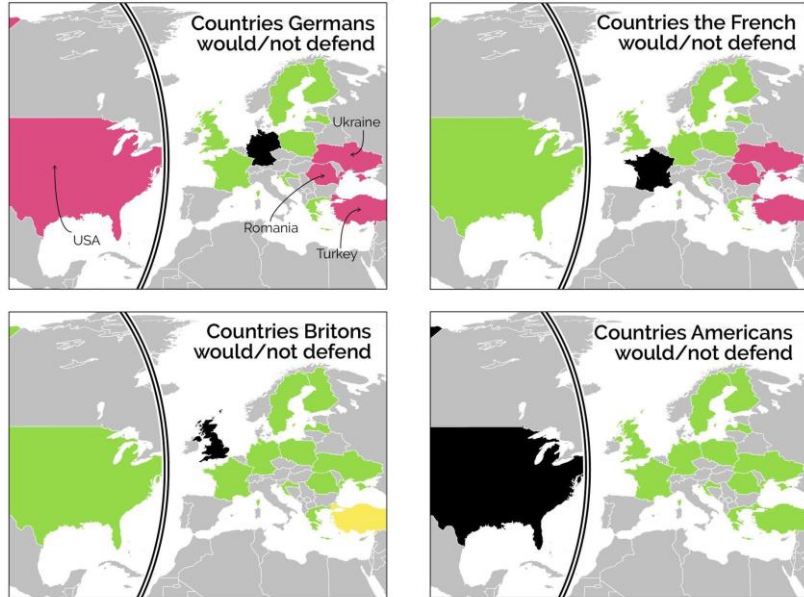 Countries Germans
would/not defend
Ukraine
USA
Romania
Turkey
Countries the French
would/not defend
Countries Britons
would/not defend
Countries Americans
would/not defend